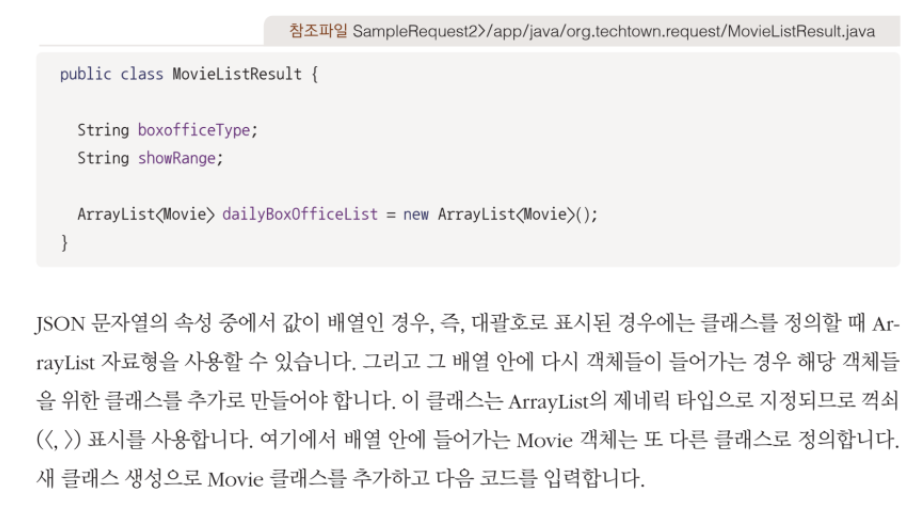 참조파일 SampleRequest2>/app/java/org.techtown.request/MovieListResult.java
public class MovieListResult {
String boxofficeType;
String showRange;
ArrayList<Movie> dailyBoxOfficeList = new ArrayList<Movie>();
}
JSON 문자열의 속성 중에서 값이 배열인 경우, 즉, 대괄호로 표시된 경우에는 클래스를 정의할 때 Ar-
rayList 자료형을 사용할 수 있습니다. 그리고 그 배열 안에 다시 객체들이 들어가는 경우 해당 객체들
을 위한 클래스를 추가로 만들어야 합니다. 이 클래스는 ArrayList의 제네릭 타입으로 지정되므로 꺽쇠
(〈, 〉) 표시를 사용합니다. 여기에서 배열 안에 들어가는 Movie 객체는 또 다른 클래스로 정의합니다.
새 클래스 생성으로 Movie 클래스를 추가하고 다음 코드를 입력합니다.